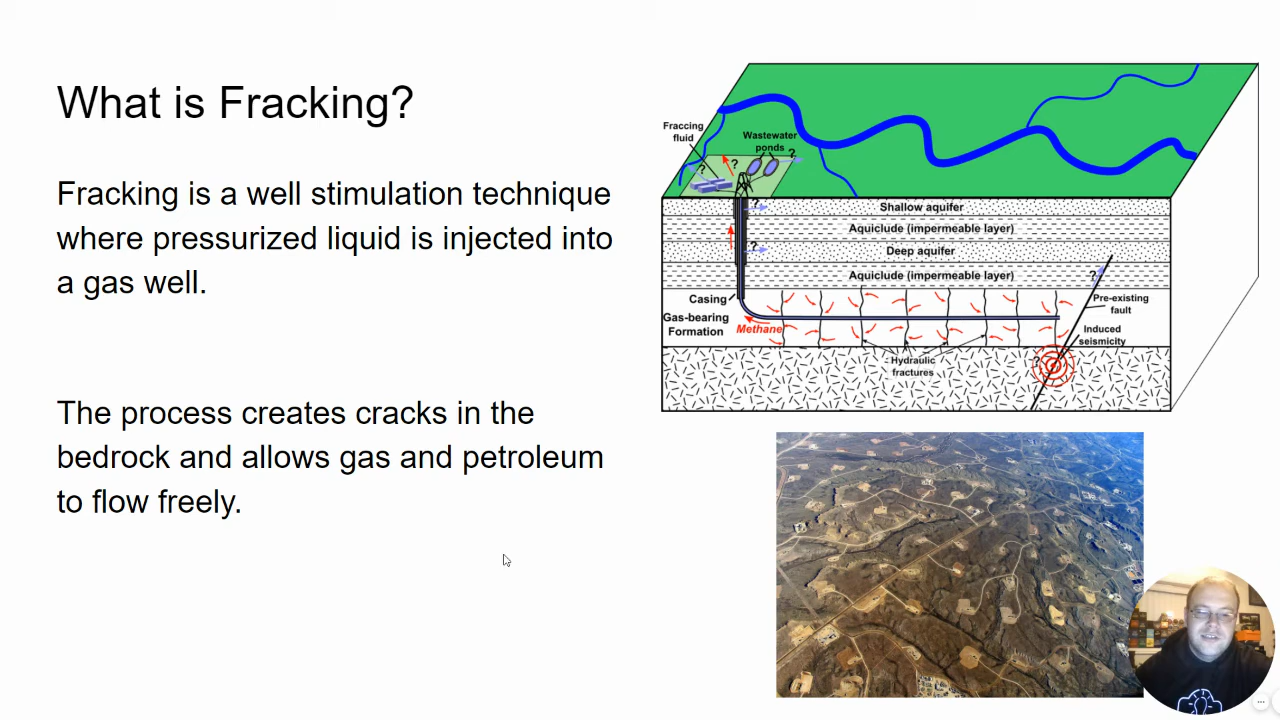 What is Fracking?
Fracking is a well stimulation technique
where pressurized liquid is injected into
a gas well.
The process creates cracks in the
bedrock and allows gas and petroleum
to flow freely.
Fraccing
fluid
Wastewater
ponds
?
?
?
?
Shallow aquifer
Aquiclude (impermeable layer)
?
Deep aquifer
Aquiclude (impermeable layer)
?
Casing
Pre-existing
fault
Gas-bearing
Formation
Methane
Induced
seismicity
Hydraulic
fractures
?